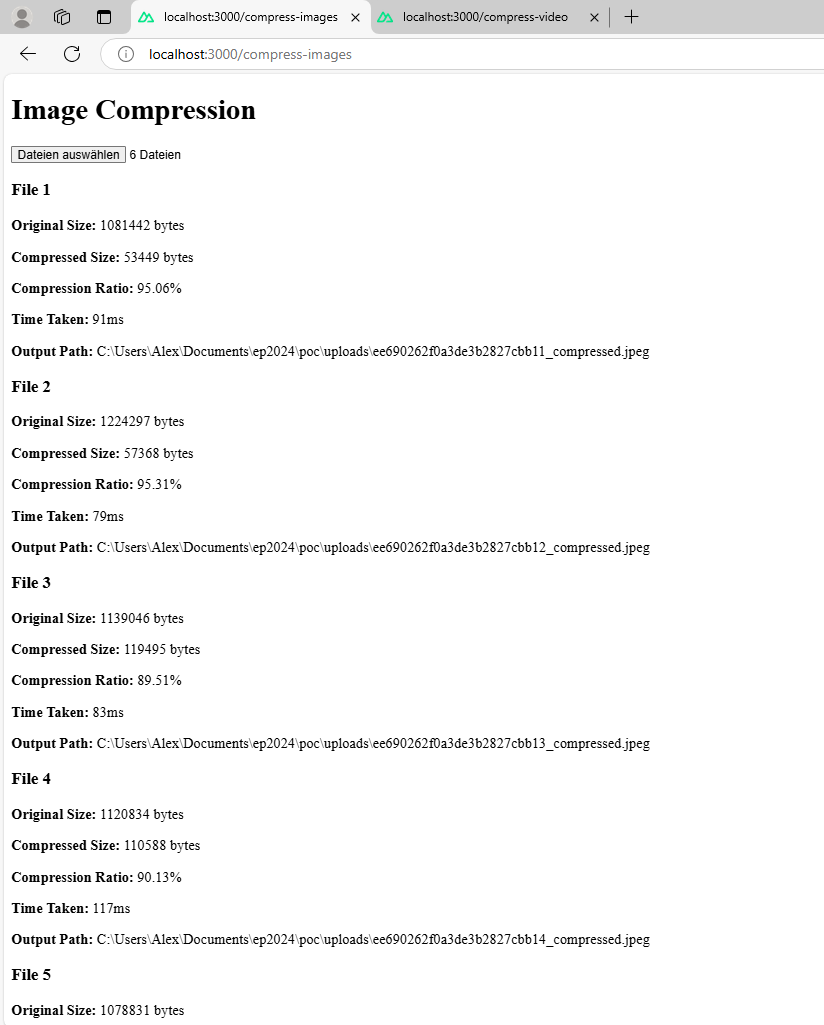 localhost:3000/compress-images
localhost:3000/compress-video
localhost:3000/compress-images
Image Compression
Dateien auswählen 6 Dateien
File 1
Original Size: 1081442 bytes
Compressed Size: 53449 bytes
Compression Ratio: 95.06%
Time Taken: 91ms
Output Path: C:\Users\Alex\Documents\ep2024\poc\uploads\ee690262f0a3de3b2827cbb11_compressed.jpeg
File 2
Original Size: 1224297 bytes
Compressed Size: 57368 bytes
Compression Ratio: 95.31%
Time Taken: 79ms
Output Path: C:\Users\Alex\Documents\ep2024\poc\uploads\ee690262f0a3de3b2827cbb12_compressed.jpeg
File 3
Original Size: 1139046 bytes
Compressed Size: 119495 bytes
Compression Ratio: 89.51%
Time Taken: 83ms
Output Path: C:\Users\Alex\Documents\ep2024\poc\uploads\ee690262f0a3de3b2827cbb13_compressed.jpeg
File 4
Original Size: 1120834 bytes
Compressed Size: 110588 bytes
Compression Ratio: 90.13%
Time Taken: 117ms
Output Path: C:\Users\Alex\Documents\ep2024\poc\uploads\ee690262f0a3de3b2827cbb14_compressed.jpeg
File 5
Original Size: 1078831 bytes